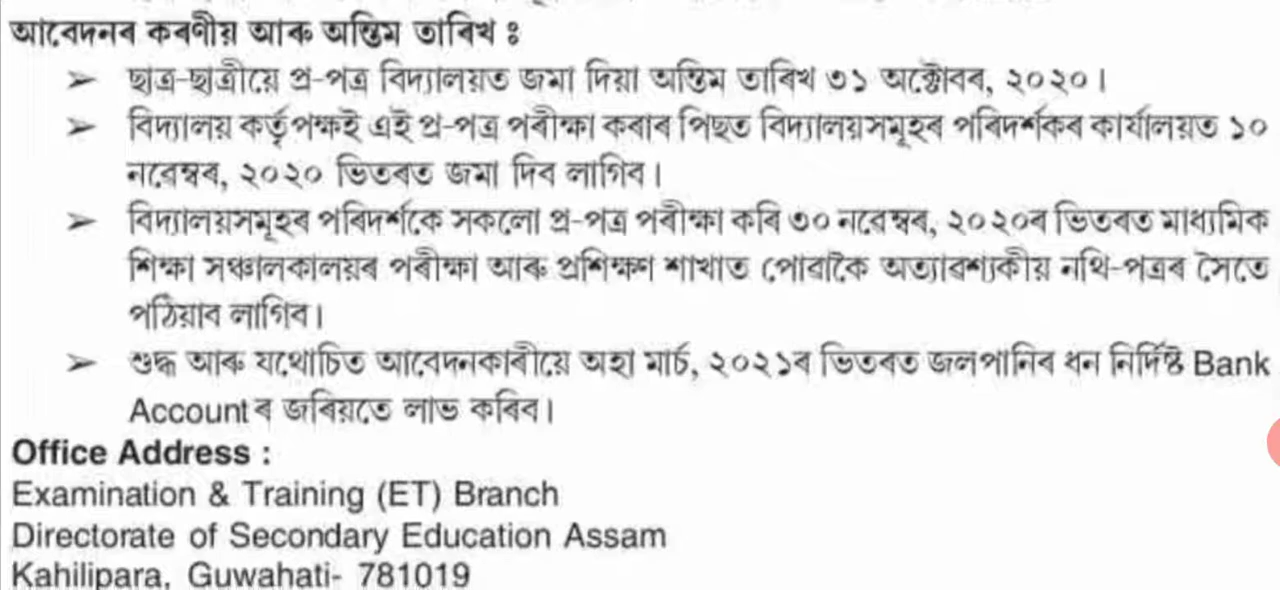 আবেদনৰ কৰণীয় আৰু অন্তিম তাৰিখ ঃ
➢ ছাত্ৰ-ছাত্ৰীয়ে প্ৰ-পত্ৰ বিদ্যালয়ত জমা দিয়া অন্তিম তাৰিখ ৩১ অক্টোবৰ, ২০২০।
➢ বিদ্যালয় কৰ্তৃপক্ষই এই প্ৰ-পত্ৰ পৰীক্ষা কৰাৰ পিছত বিদ্যালয়সমূহৰ পৰিদৰ্শকৰ কাৰ্যালয়ত ১০
নৱেম্বৰ, ২০২০ ভিতৰত জমা দিব লাগিব।
➢ বিদ্যালয়সমূহৰ পৰিদৰ্শকে সকলো প্ৰ-পত্ৰ পৰীক্ষা কৰি ৩০ নৱেম্বৰ, ২০২০ৰ ভিতৰত মাধ্যমিক
শিক্ষা সঞ্চালকালয়ৰ পৰীক্ষা আৰু প্ৰশিক্ষণ শাখাত পোৱাকৈ অত্যাৱশ্যকীয় নথি-পত্ৰৰ সৈতে
পঠিয়াব লাগিব।
➢ শুদ্ধ আৰু যথোচিত আবেদনকাৰীয়ে অহা মাৰ্চ, ২০২১ৰ ভিতৰত জলপানিৰ ধন নিৰ্দিষ্ট Bank
Account ৰ জৰিয়তে লাভ কৰিব।
Office Address :
Examination & Training (ET) Branch
Directorate of Secondary Education Assam
Kahilipara, Guwahati- 781019